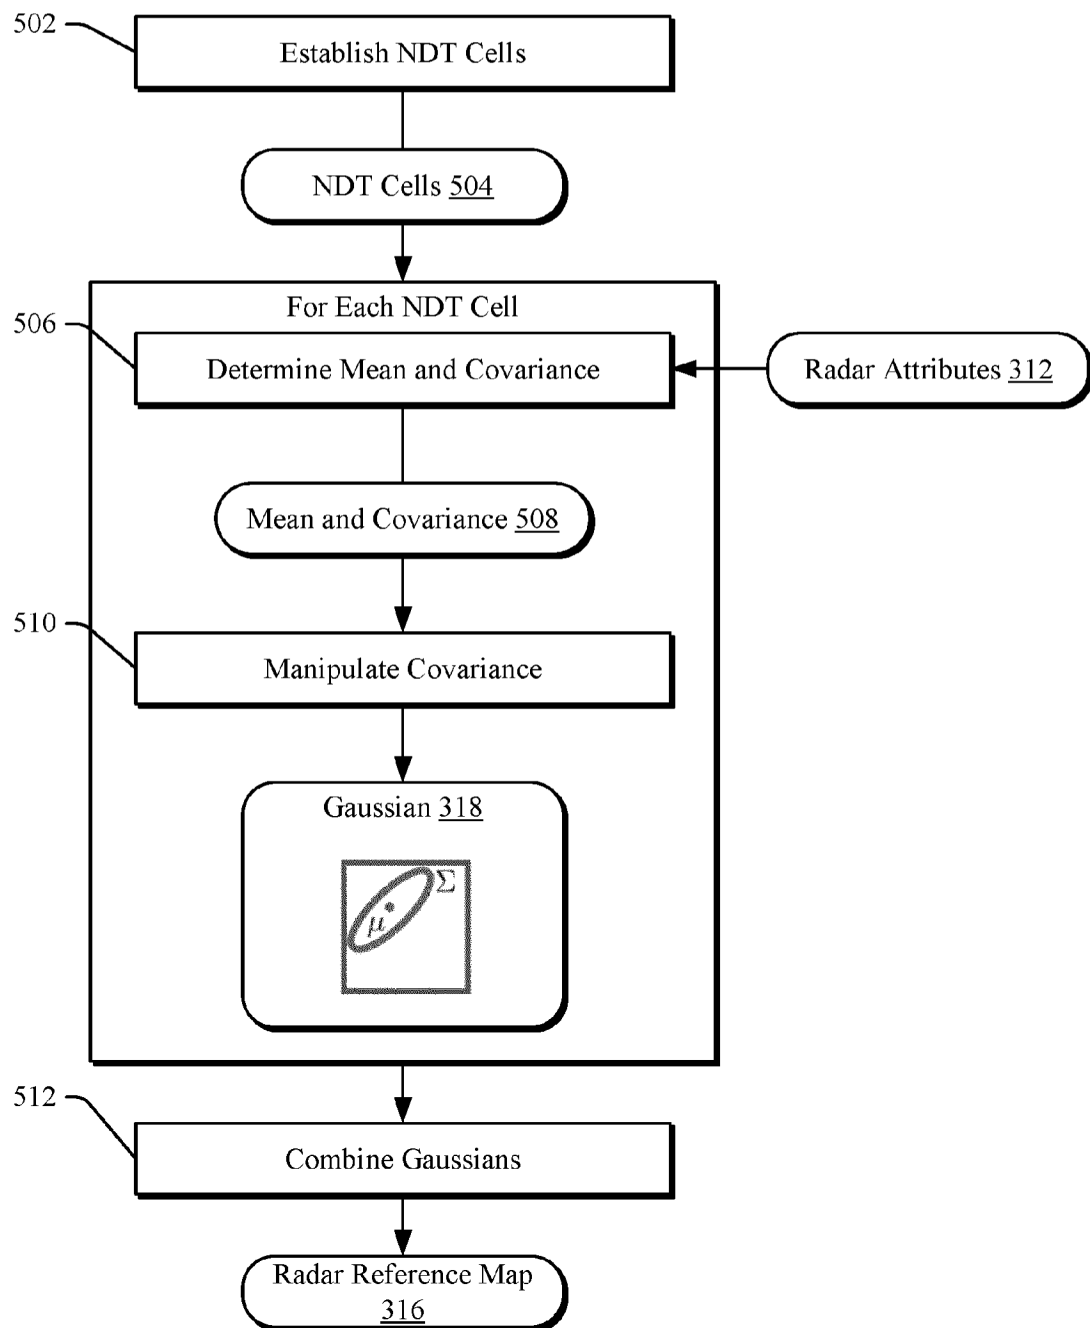 502
Establish NDT Cells
NDT Cells 504
For Each NDT Cell
506
Determine Mean and Covariance
Radar Attributes 312
Mean and Covariance 508
510
Manipulate Covariance
Gaussian 318
Σ
μ
512
Combine Gaussians
Radar Reference Map
316